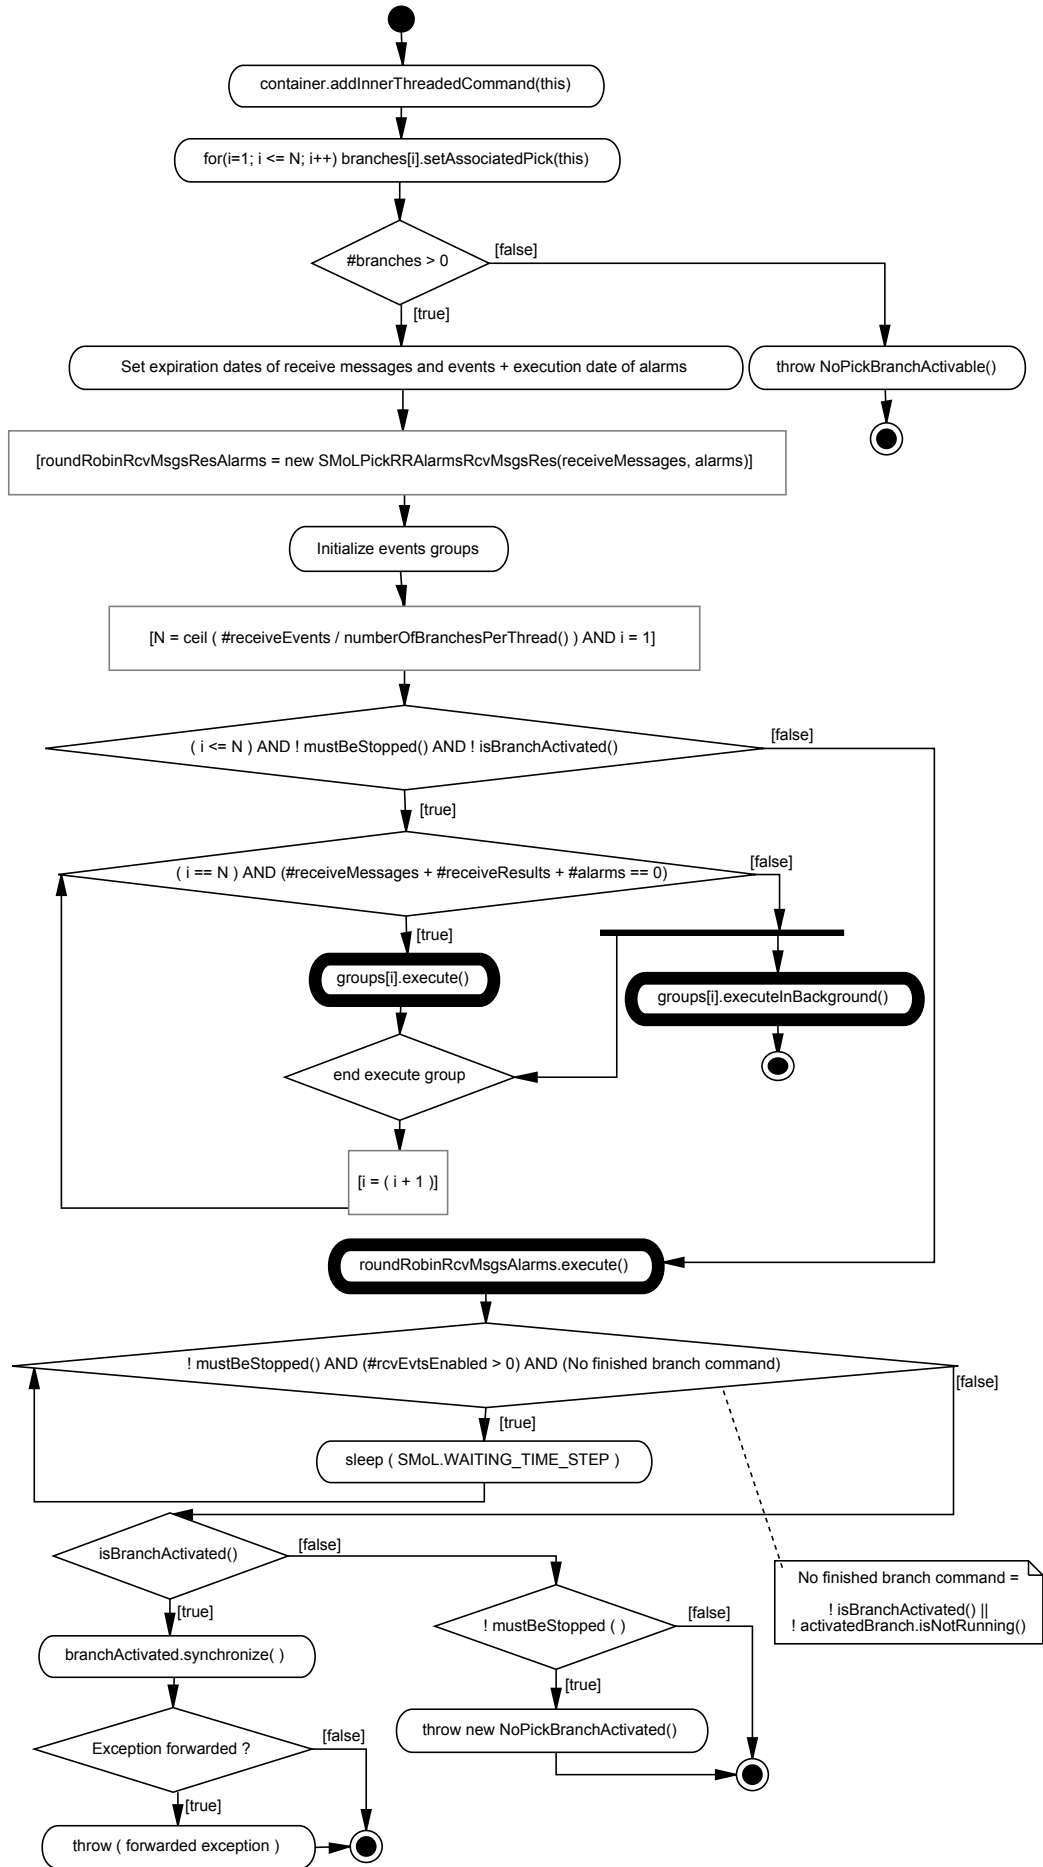 container.addInnerThreadedCommand(this)
for(i=1; i <= N; i++) branches[i].setAssociatedPick(this)
#branches > 0
[false]
[true]
Set expiration dates of receive messages and events + execution date of alarms
throw NoPickBranchActivable()
[roundRobinRcvMsgsResAlarms = new SMoLPickRRAlarmsRcvMsgsRes(receiveMessages, alarms)]
Initialize events groups
[N = ceil ( #receiveEvents / numberOfBranchesPerThread() ) AND i = 1]
( i <= N ) AND ! mustBeStopped() AND ! isBranchActivated()
[false]
[true]
( i == N ) AND (#receiveMessages + #receiveResults + #alarms == 0)
[false]
[true]
groups[i].execute()
groups[i].executeInBackground()
end execute group
[i = ( i + 1 )]
roundRobinRcvMsgsAlarms.execute()
! mustBeStopped() AND (#rcvEvtsEnabled > 0) AND (No finished branch command)
[false]
[true]
sleep ( SMoL.WAITING_TIME_STEP )
isBranchActivated()
[false]
[true]
No finished branch command =
! isBranchActivated() ||
! activatedBranch.isNotRunning()
! mustBeStopped ( )
[false]
[true]
branchActivated.synchronize( )
throw new NoPickBranchActivated()
Exception forwarded ?
[false]
[true]
throw ( forwarded exception )